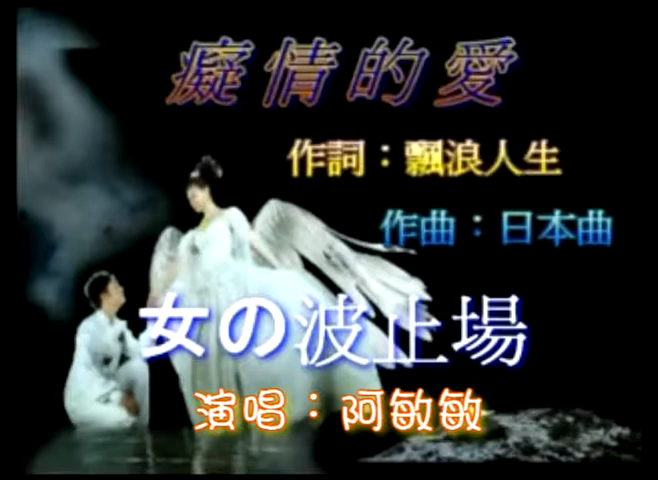 癡情的愛
作詞：飄浪人生
作曲：日本曲
女の波止場
演唱：阿敏敏